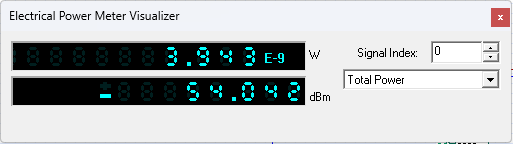 Electrical Power Meter Visualizer
x
3.943 E-9 W
Signal Index: 0
-54.042 dBm
Total Power